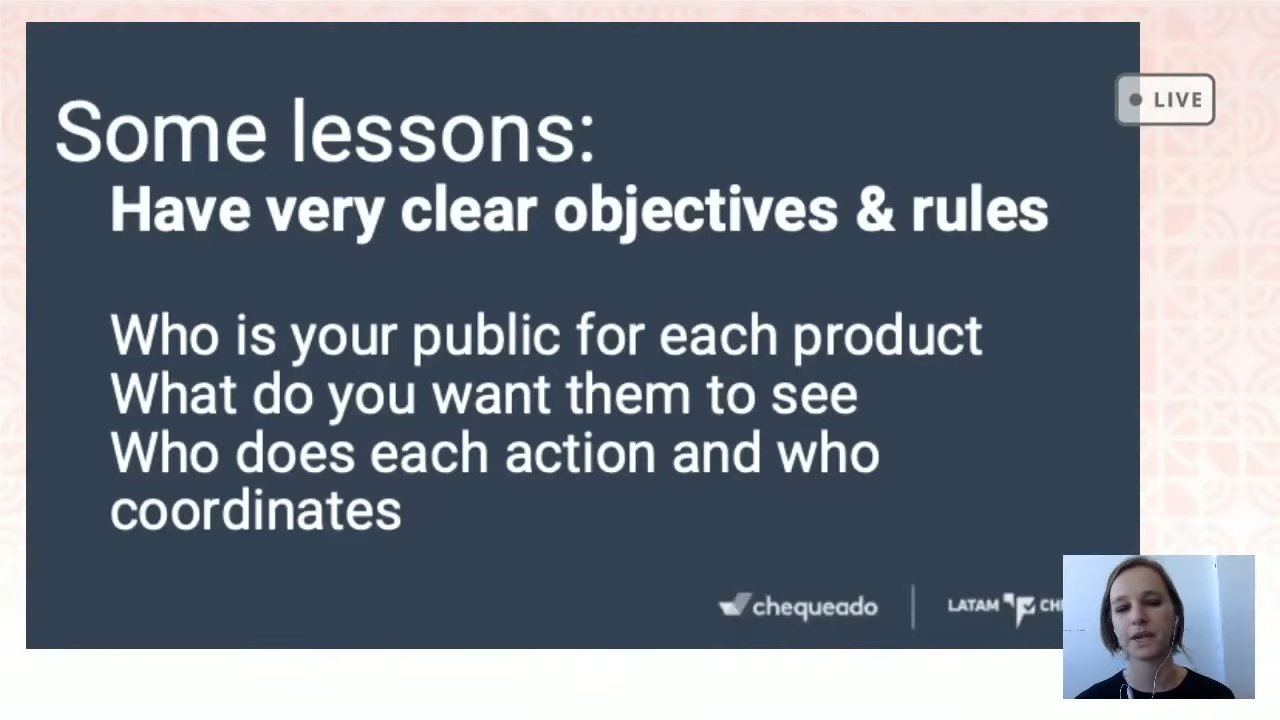 LIVE
Some lessons:
Have very clear objectives & rules
Who is your public for each product
What do you want them to see
Who does each action and who
coordinates
chequeado
LATAM